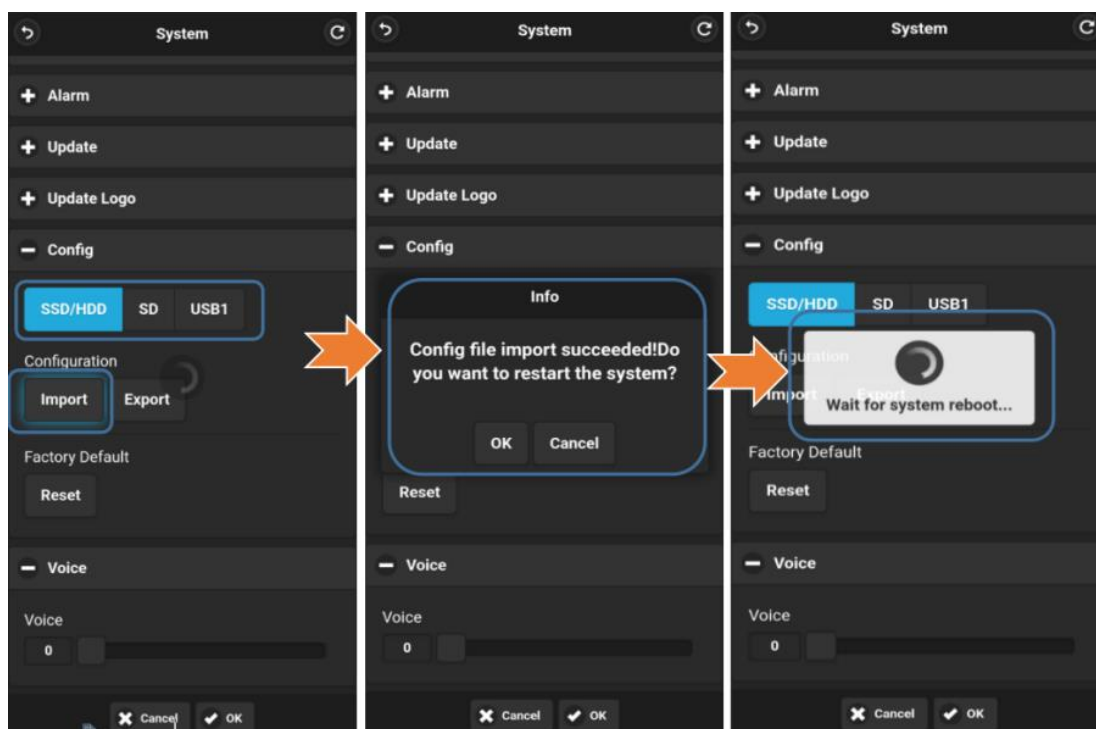 System
Alarm
Update
Update Logo
Config
SSD/HDD SD USB1
Configuration
Import Export
Factory Default
Reset
Voice
Voice
0
Cancel OK
System
Alarm
Update
Update Logo
Config
Info
Config file import succeeded!Do
you want to restart the system?
OK Cancel
Reset
Voice
Voice
0
Cancel OK
System
Alarm
Update
Update Logo
Config
SSD/HDD SD USB1
Configuration
Import Export
Wait for system reboot...
Factory Default
Reset
Voice
Voice
0
Cancel OK